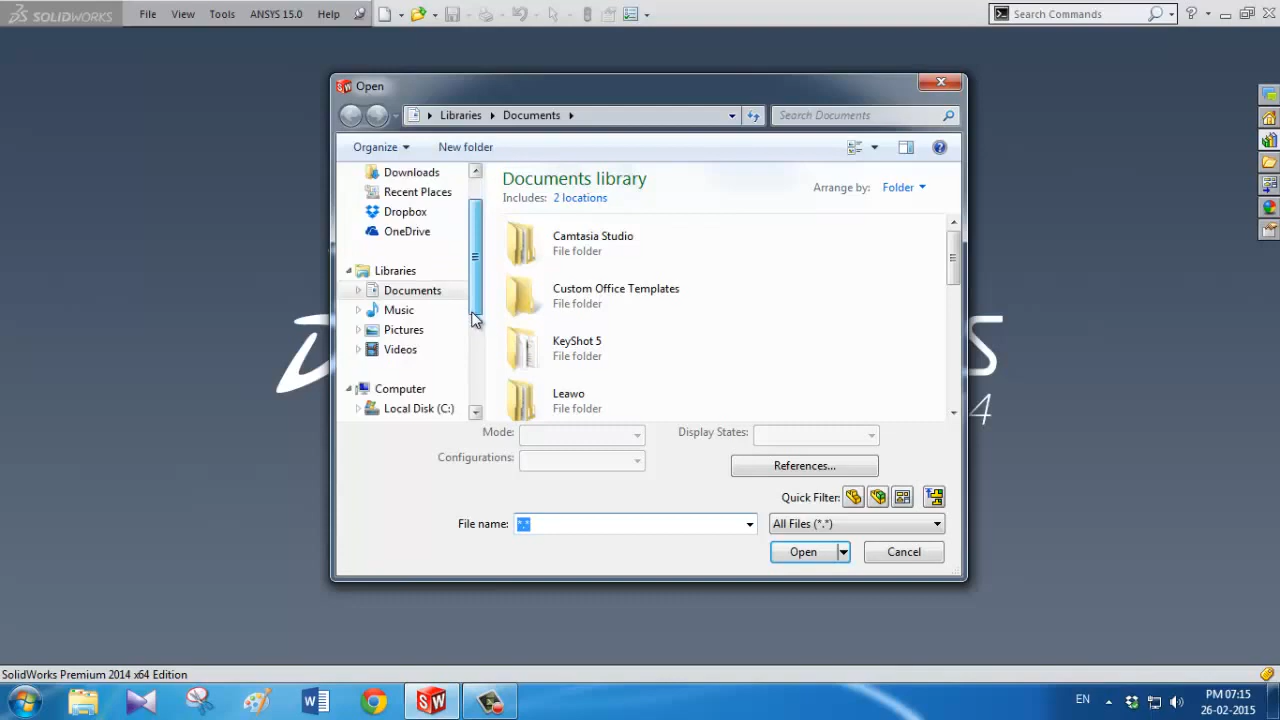 SOLIDWORKS File View Tools ANSYS 15.0 Help Search Commands
Open
Libraries Documents Search Documents
Organize New folder
Downloads
Recent Places
Dropbox
OneDrive
Libraries
Documents
Music
Pictures
Videos
Computer
Local Disk (C:)
Documents library
Includes: 2 locations
Arrange by: Folder
Camtasia Studio
File folder
Custom Office Templates
File folder
KeyShot 5
File folder
Leawo
File folder
Mode: Display States:
Configurations:
References...
Quick Filter:
File name: *.* All Files (*.*)
Open Cancel
S
4
SolidWorks Premium 2014 x64 Edition
EN
PM 07:15
26-02-2015